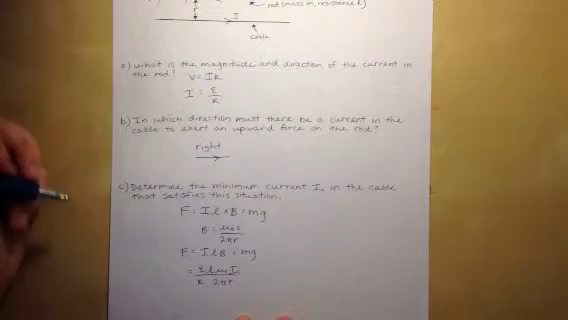 rod (mass m, resistance R)
r
I
cable
a) What is the magnitude and direction of the current in
the rod?
V = IR
I = ε/R
b) In which direction must there be a current in the
cable to exert an upward force on the rod?
right
c) Determine the minimum current I₀ in the cable
that satisfies this situation.
F = Il × B = mg
B = μ₀i/2πr
F = IlB = mg
= εlμ₀I/R 2πr